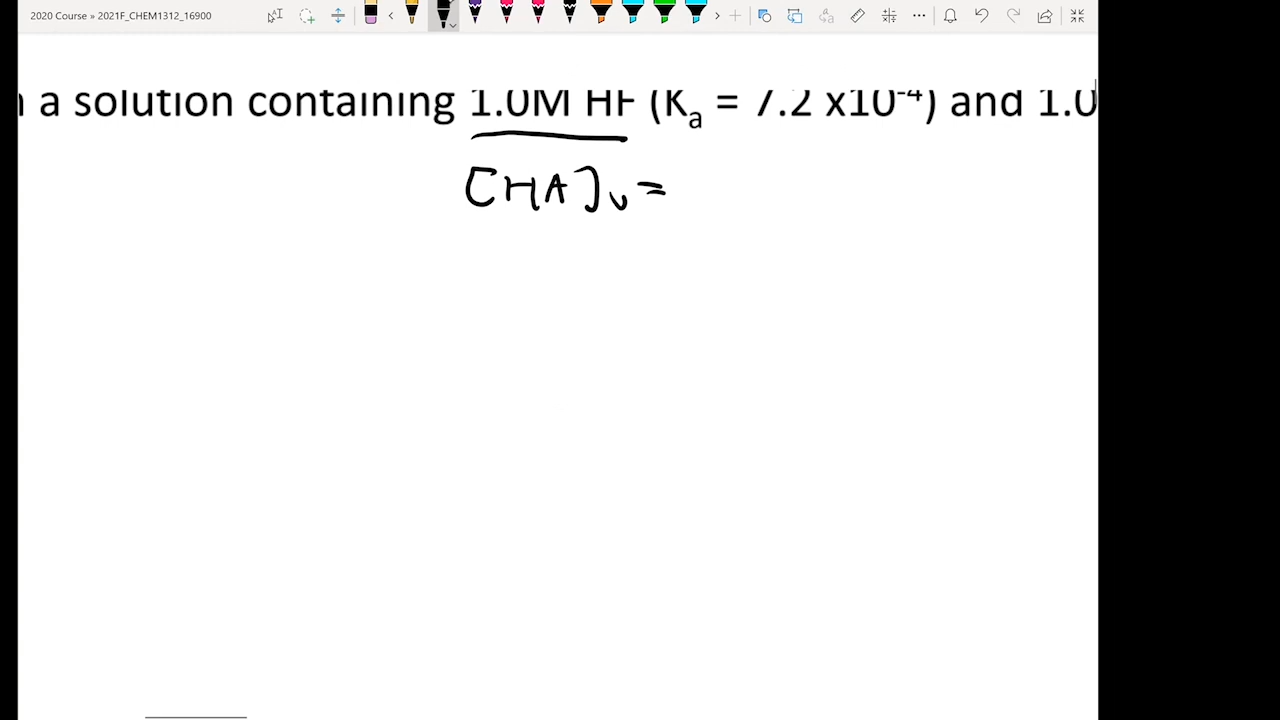 2020 Course » 2021F_CHEM1312_16900
a solution containing 1.0M HF (Ka = 7.2 x10-4) and 1.0
[HA]₀ =